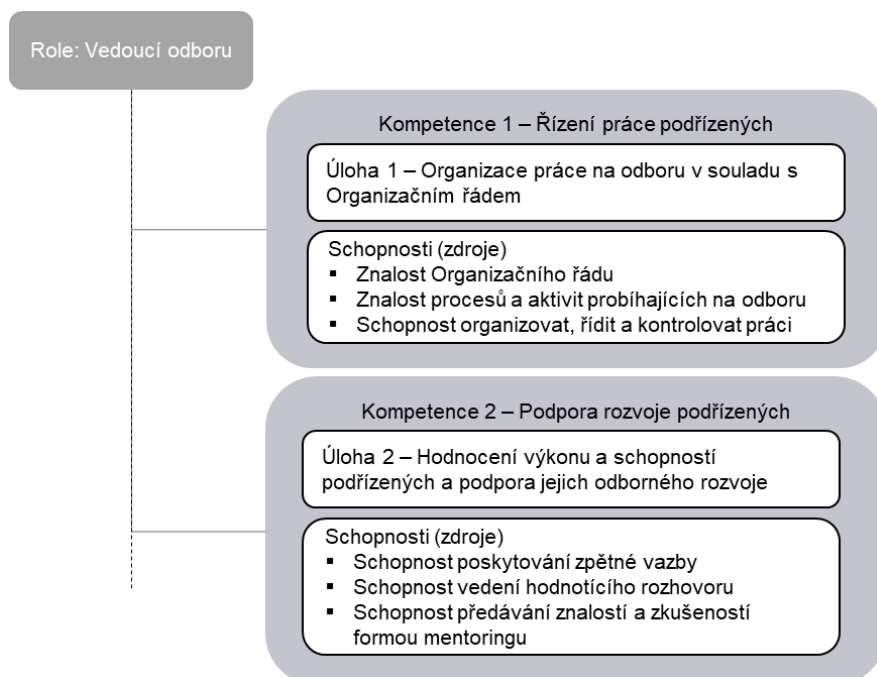 Role: Vedoucí odboru
Kompetence 1 – Řízení práce podřízených
Úloha 1 – Organizace práce na odboru v souladu s
Organizačním řádem
Schopnosti (zdroje)
▪ Znalost Organizačního řádu
▪ Znalost procesů a aktivit probíhajících na odboru
▪ Schopnost organizovat, řídit a kontrolovat práci
Kompetence 2 – Podpora rozvoje podřízených
Úloha 2 – Hodnocení výkonu a schopností
podřízených a podpora jejich odborného rozvoje
Schopnosti (zdroje)
▪ Schopnost poskytování zpětné vazby
▪ Schopnost vedení hodnotícího rozhovoru
▪ Schopnost předávání znalostí a zkušeností
formou mentoringu